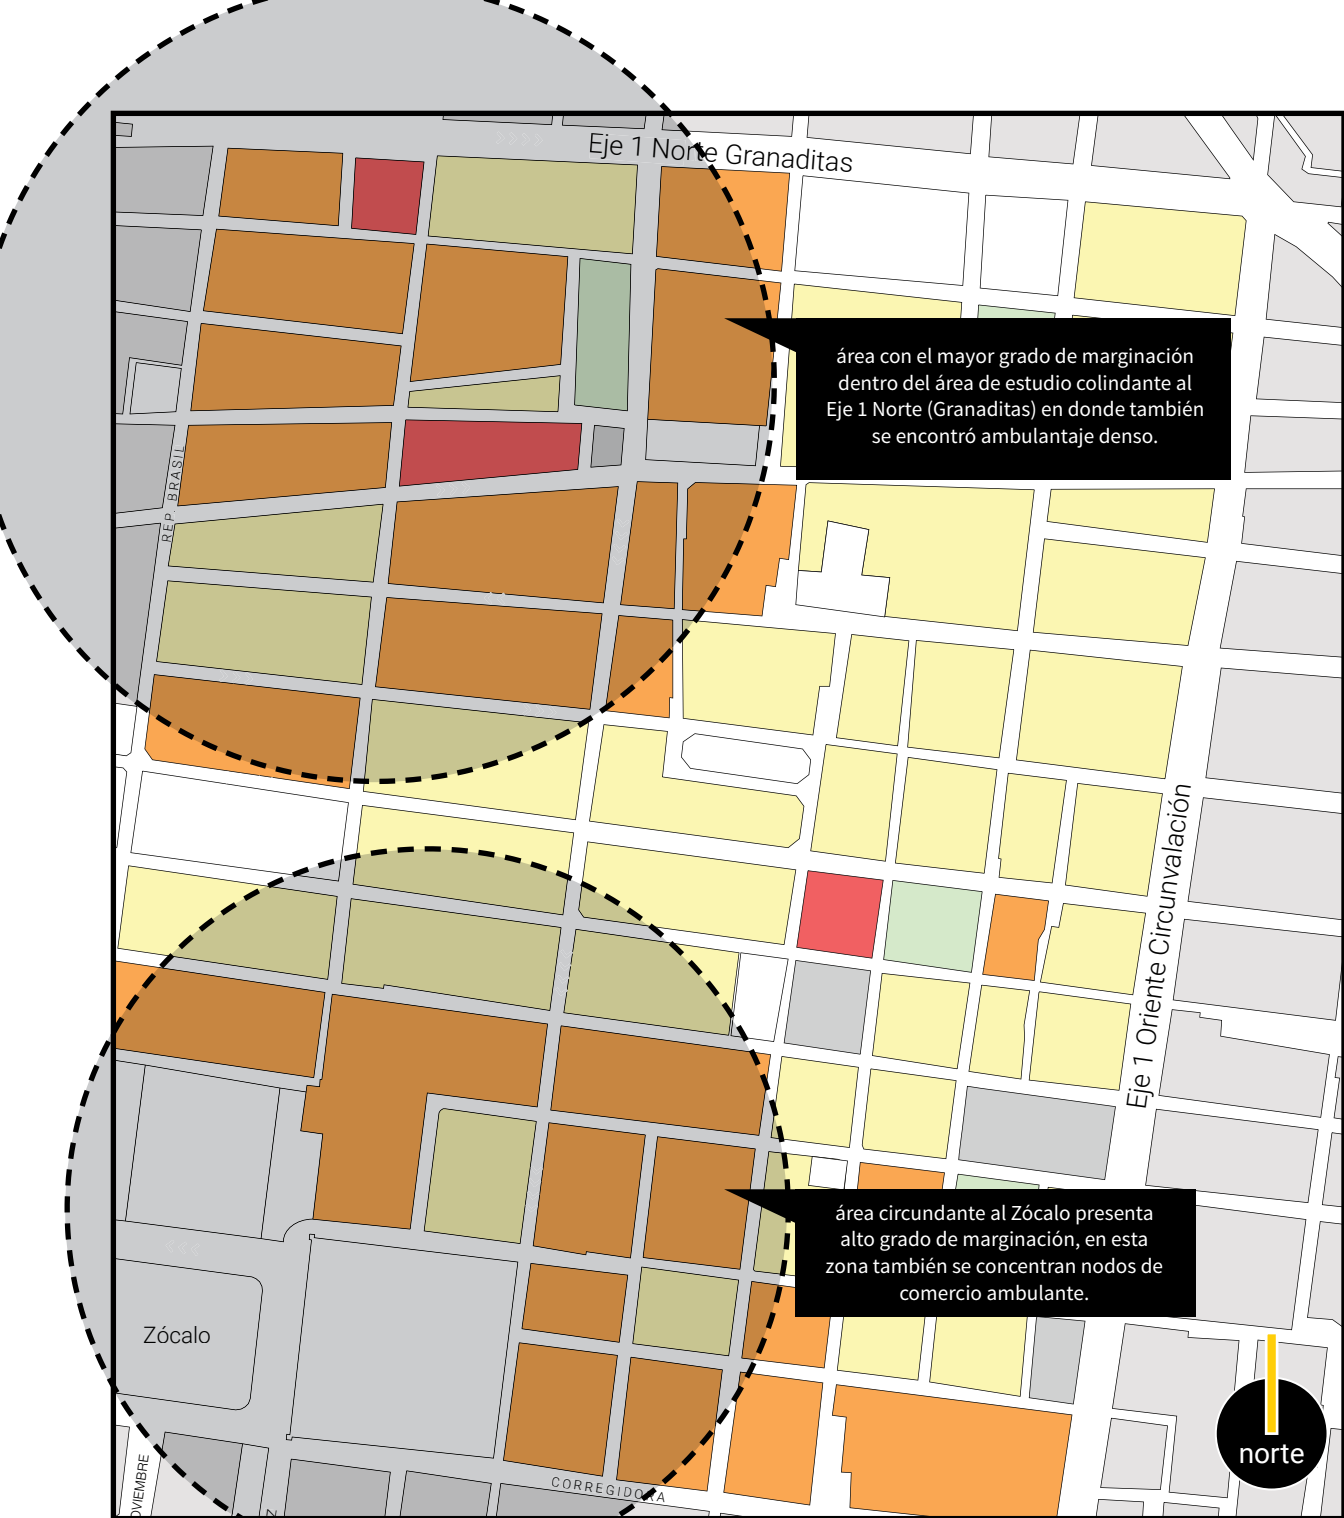 Eje 1 Norte Granaditas
área con el mayor grado de marginación
dentro del área de estudio colindante al
Eje 1 Norte (Granaditas) en donde también
se encontró ambulantaje denso.
REP. BRASIL
Eje 1 Oriente Circunvalación
área circundante al Zócalo presenta
alto grado de marginación, en esta
zona también se concentran nodos de
comercio ambulante.
Zócalo
norte
CORREGIDORA
OVIEMBRE
Z